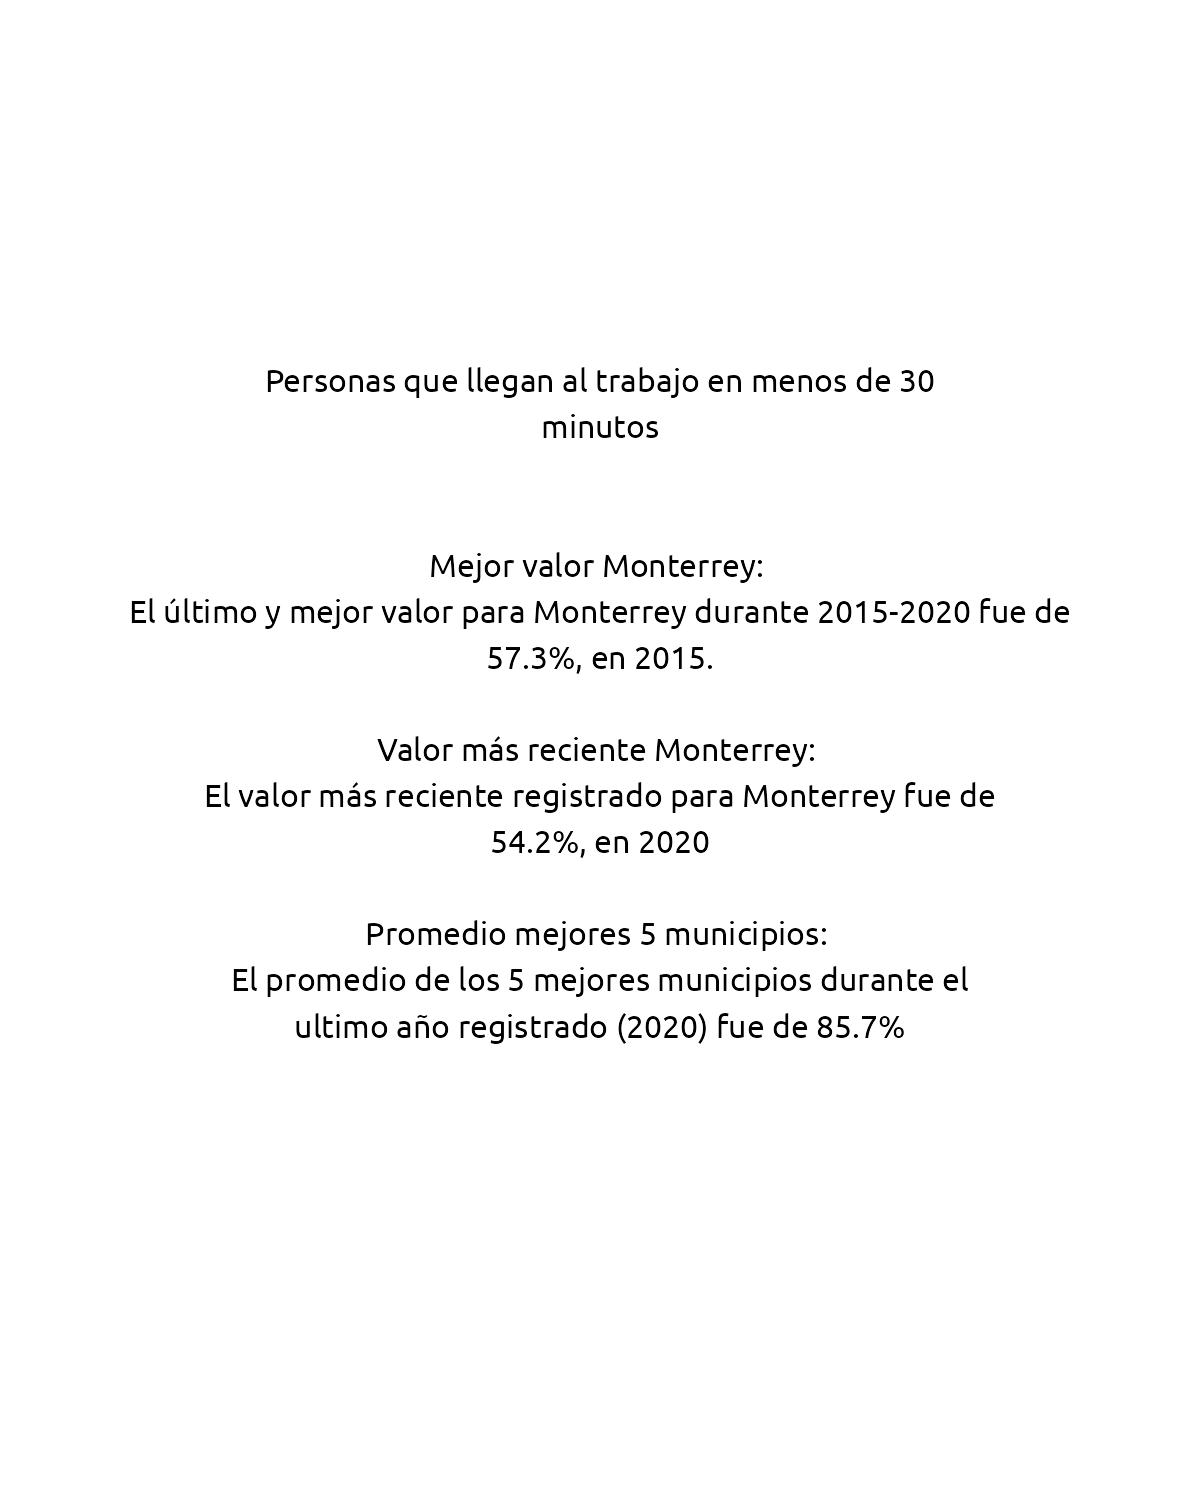 Personas que llegan al trabajo en menos de 30
minutos
Mejor valor Monterrey:
El último y mejor valor para Monterrey durante 2015-2020 fue de
57.3%, en 2015.
Valor más reciente Monterrey:
El valor más reciente registrado para Monterrey fue de
54.2%, en 2020
Promedio mejores 5 municipios:
El promedio de los 5 mejores municipios durante el
ultimo año registrado (2020) fue de 85.7%